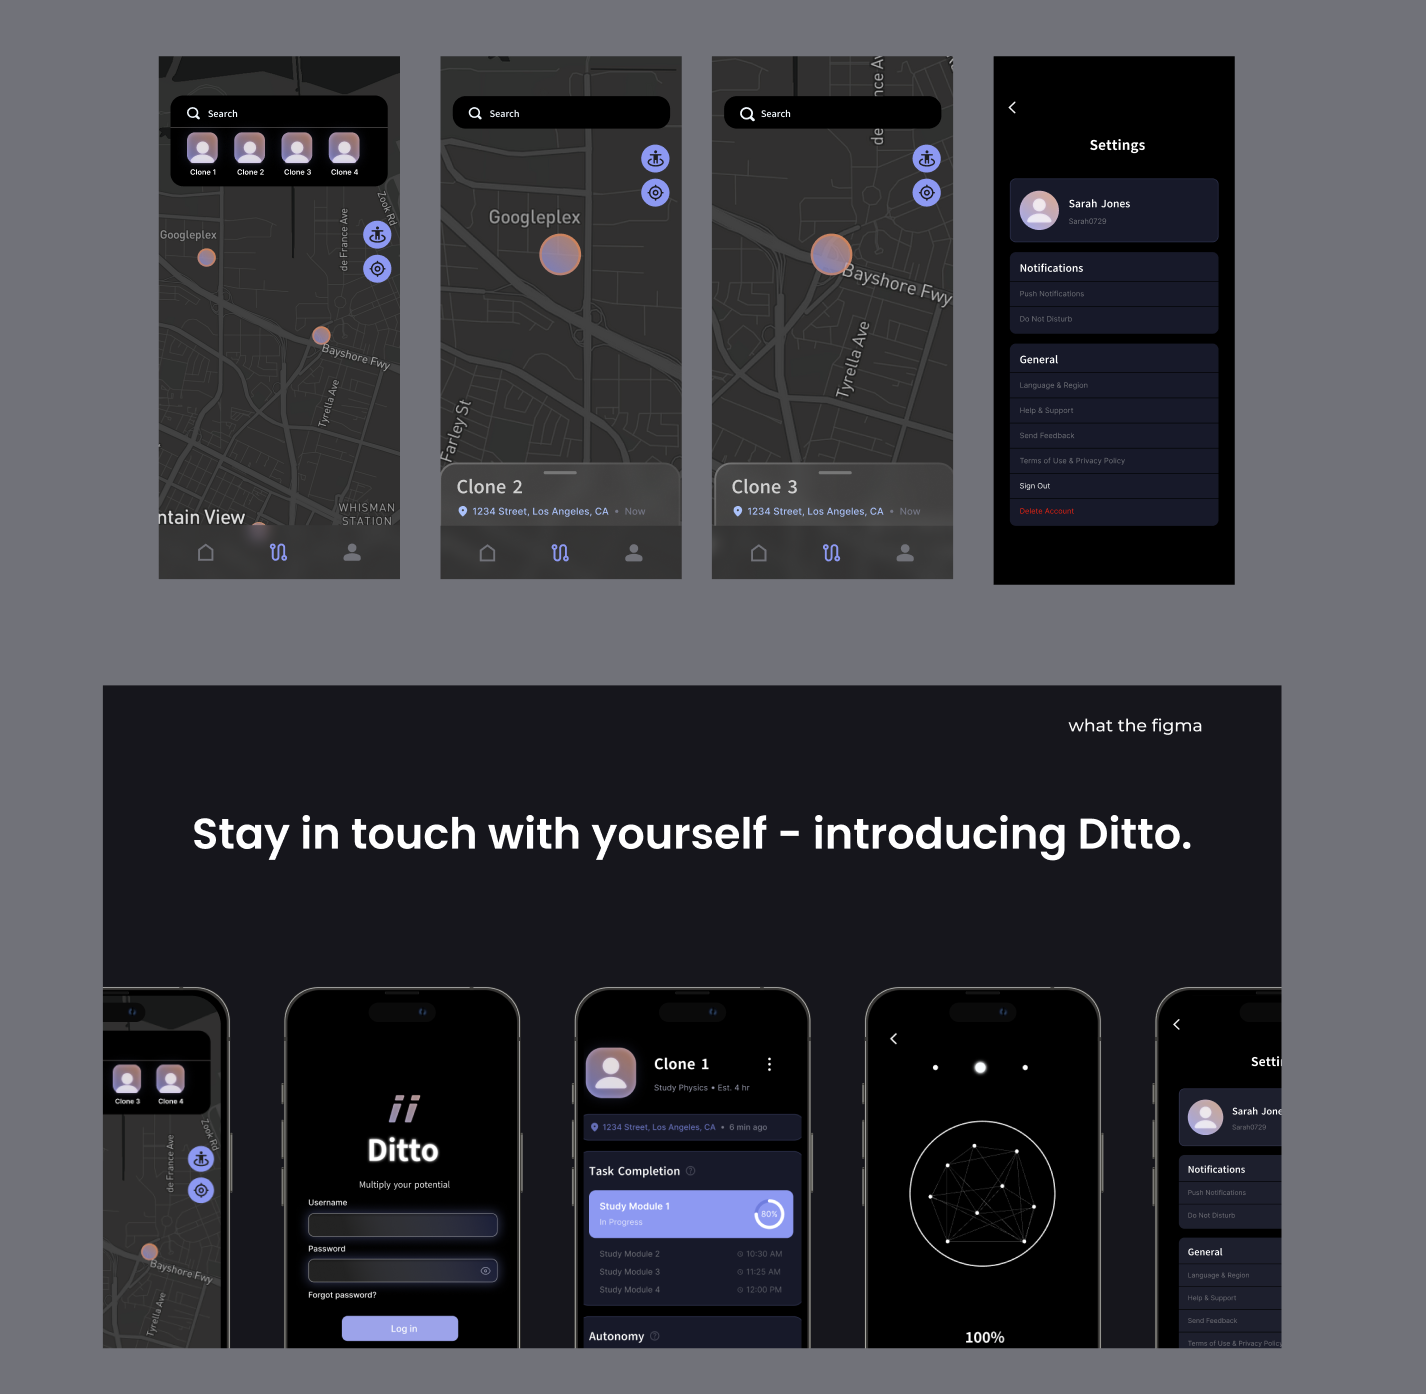 Search
Clone 1
Clone 2
Clone 3
Clone 4
Zook Rd
de France Ave
Googleplex
Bayshore Fwy
Tyrella Ave
ntain View
WHISMAN
STATION
Search
Googleplex
Farley St
Clone 2
1234 Street, Los Angeles, CA • Now
de France Av
Search
Bayshore Fwy
Tyrella Ave
Clone 3
1234 Street, Los Angeles, CA • Now
Settings
Sarah Jones
Sarah0729
Notifications
Push Notifications
Do Not Disturb
General
Language & Region
Help & Support
Send Feedback
Terms of Use & Privacy Policy
Sign Out
Delete Account
what the figma
Stay in touch with yourself - introducing Ditto.
Clone 3
Clone 4
Zook Rd
de France Ave
Bayshore Fwy
Tyrella Ave
Ditto
Multiply your potential
Username
Password
Forgot password?
Log in
Clone 1
Study Physics • Est. 4 hr
1234 Street, Los Angeles, CA • 6 min ago
Task Completion
Study Module 1
In Progress
80%
Study Module 2
10:30 AM
Study Module 3
11:25 AM
Study Module 4
12:00 PM
Autonomy
100%
Setti
Sarah Jone
Sarah0729
Notifications
Push Notifications
Do Not Disturb
General
Language & Region
Help & Support
Send Feedback
Terms of Use & Privacy Policy